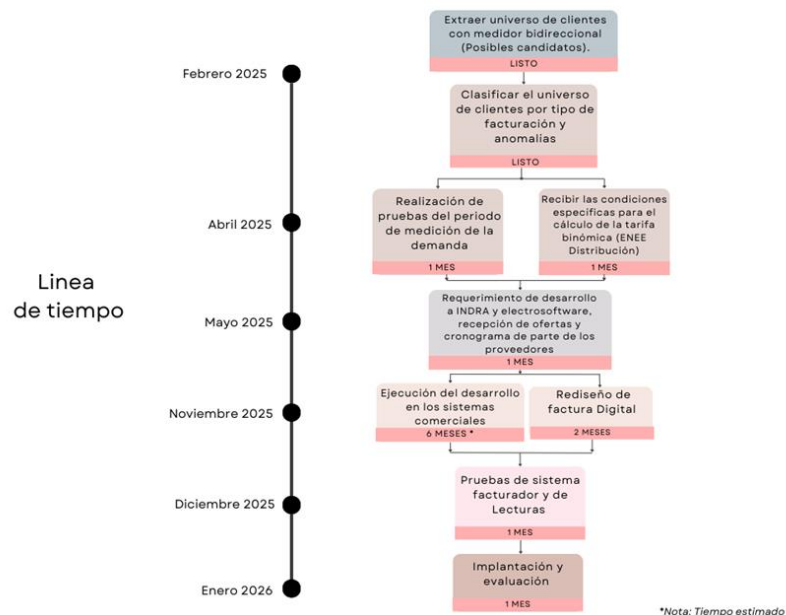 Extraer universo de clientes
con medidor bidireccional
(Posibles candidatos).
LISTO
Febrero 2025
Clasificar el universo
de clientes por tipo de
facturación y
anomalías
LISTO
Realización de
pruebas del periodo
de medición de la
demanda
1 MES
Recibir las condiciones
específicas para el
cálculo de la tarifa
binómica (ENEE
Distribución)
1 MES
Abril 2025
Linea
de tiempo
Mayo 2025
Requerimiento de desarrollo
a INDRA y electrosoftware,
recepción de ofertas y
cronograma de parte de los
proveedores
1 MES
Noviembre 2025
Ejecución del desarrollo
en los sistemas
comerciales
6 MESES *
Rediseño de
factura Digital
2 MESES
Diciembre 2025
Pruebas de sistema
facturador y de
Lecturas
1 MES
Enero 2026
Implantación y
evaluación
1 MES
*Nota: Tiempo estimado